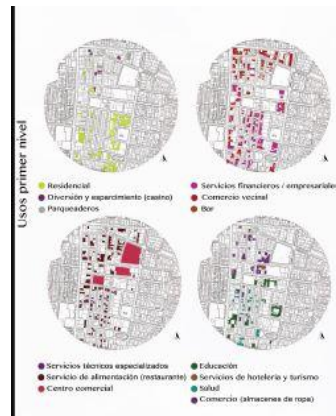 Usos primer nivel
Residencial
Diversión y esparcimiento (casino)
Parqueaderos
Servicios financieros / empresariales
Comercio vecinal
Bar
Servicios técnicos especializados
Servicio de alimentación (restaurante)
Centro comercial
Educación
Servicios de hotelería y turismo
Salud
Comercio (almacenes de ropa)